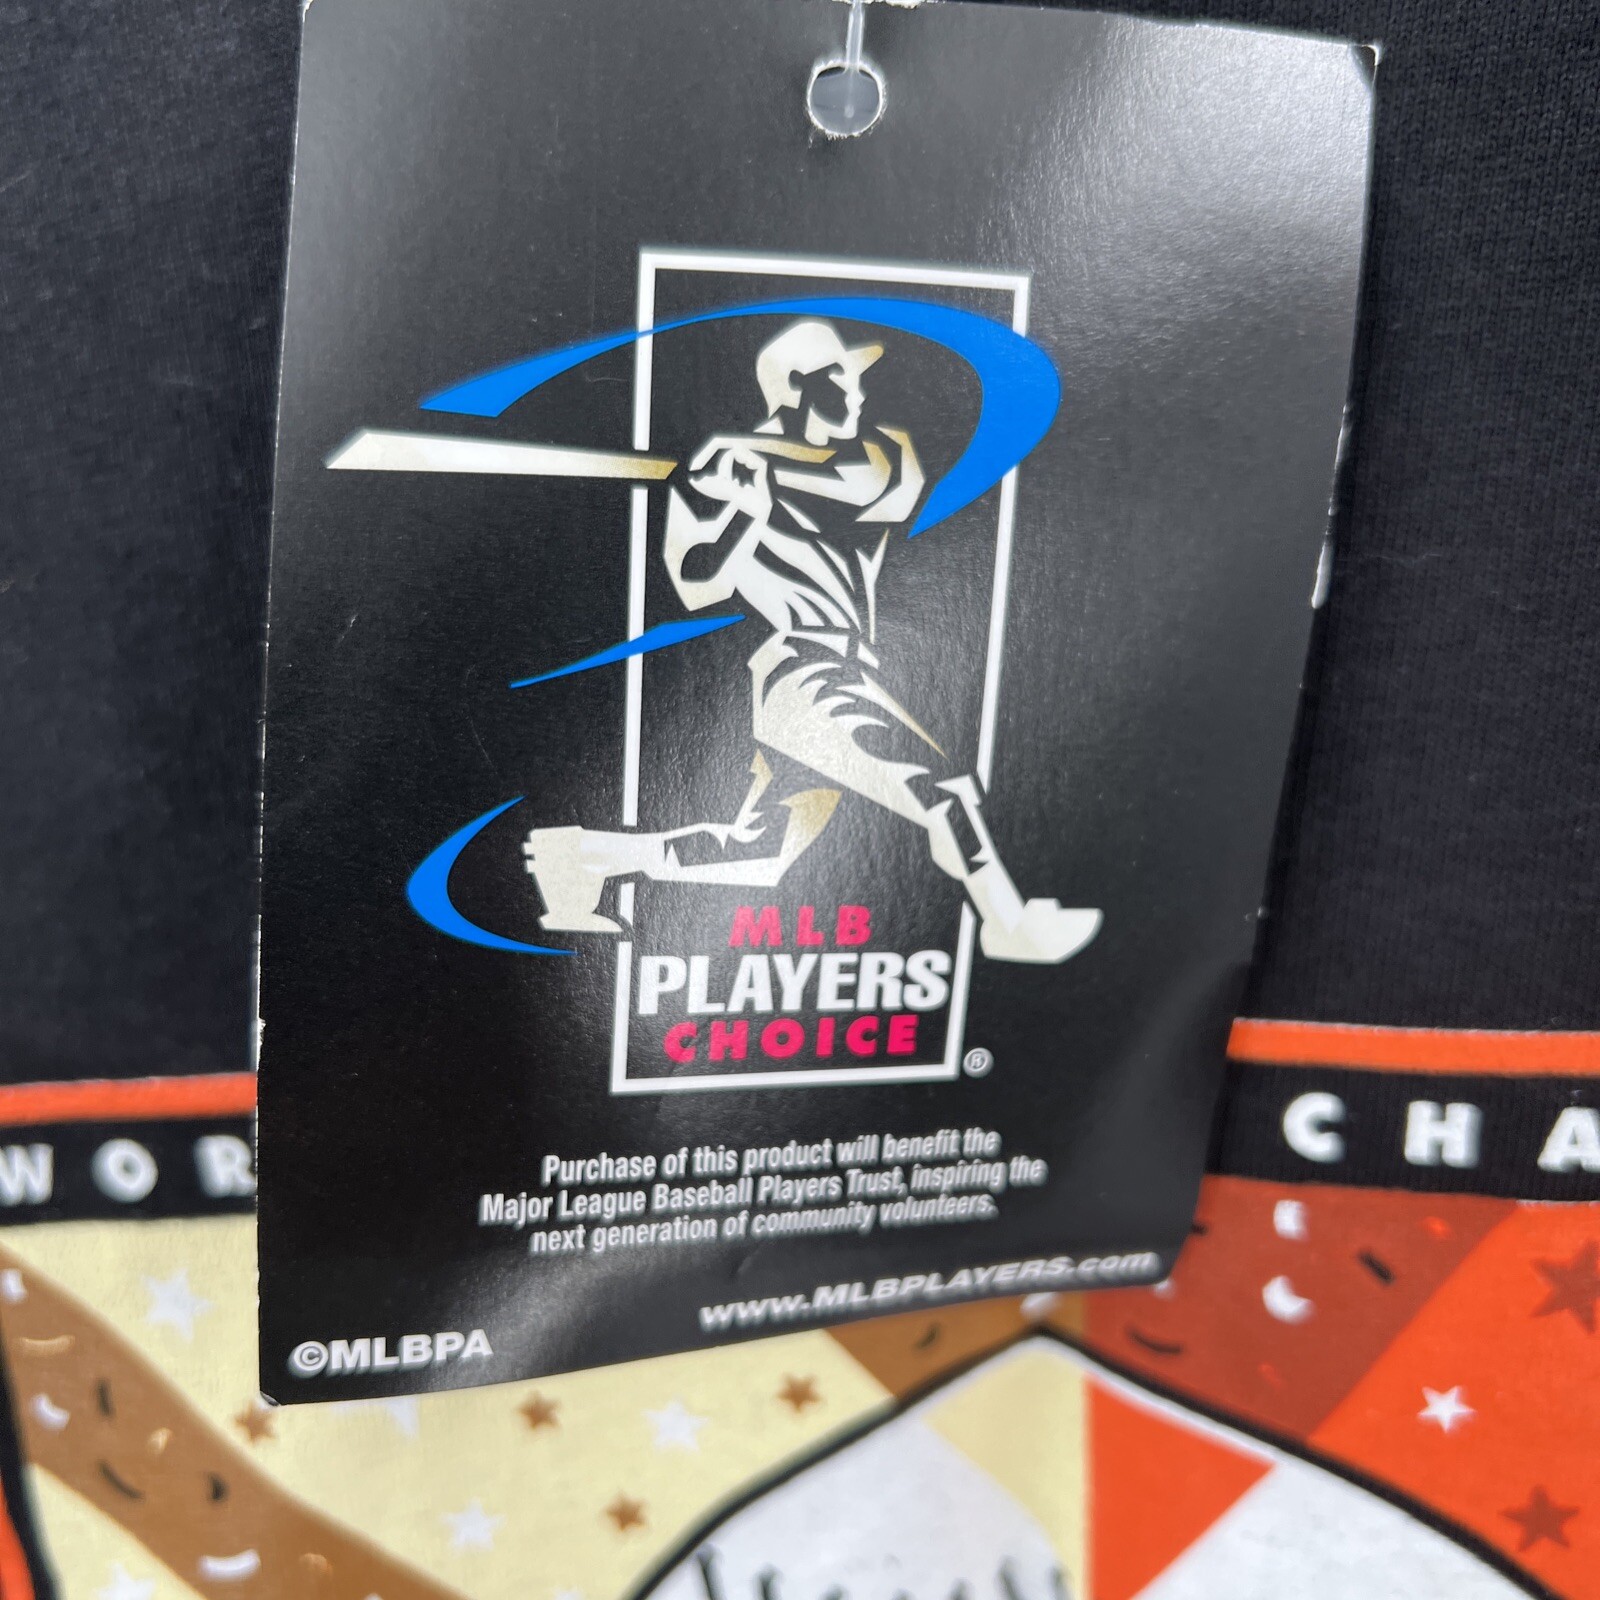 MLB
PLAYERS
CHOICE
®
Purchase of this product will benefit the
Major League Baseball Players Trust, inspiring the
next generation of community volunteers.
www.MLBPLAYERS.com
©MLBPA
WOR
CHA